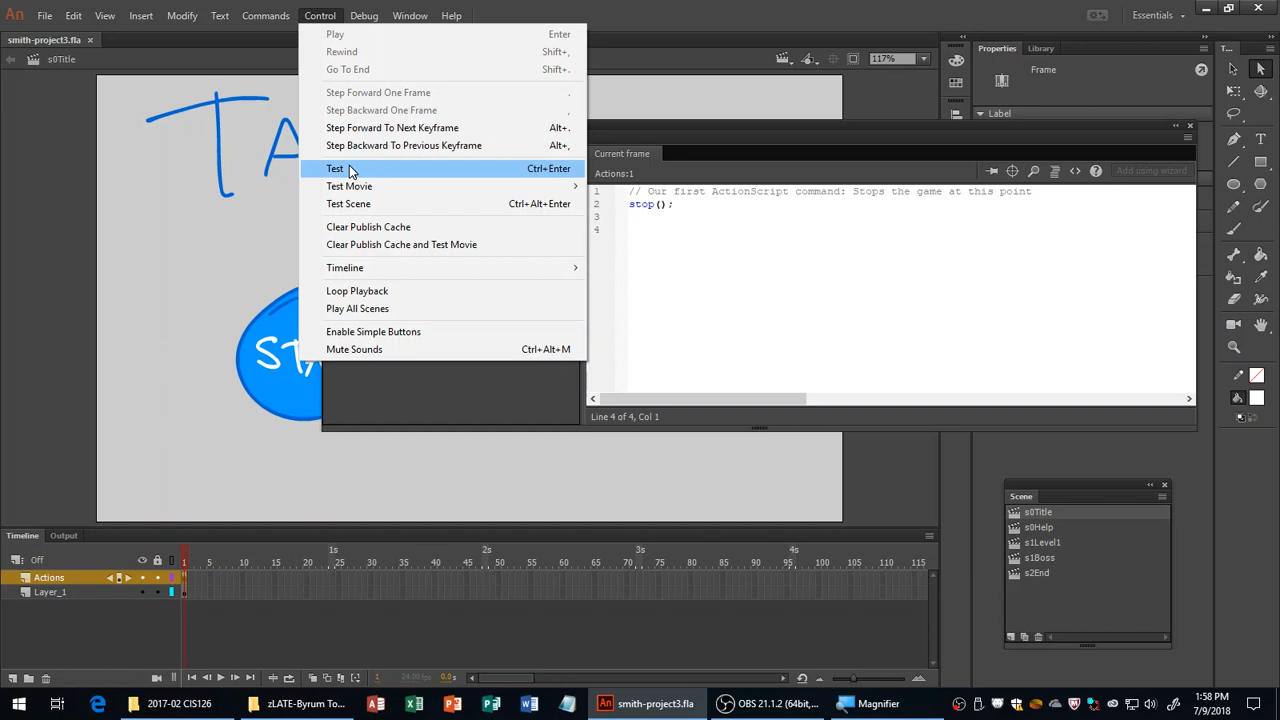 An File Edit View Insert Modify Text Commands Control Debug Window Help Essentials
smith-project3.fla ×
s0Title 117%
Properties Library
Frame
Label
Play Enter
Rewind Shift+,
Go To End Shift+.
Step Forward One Frame .
Step Backward One Frame ,
Step Forward To Next Keyframe Alt+.
Step Backward To Previous Keyframe Alt+,
Test Ctrl+Enter
Test Movie
Test Scene Ctrl+Alt+Enter
Clear Publish Cache
Clear Publish Cache and Test Movie
Timeline
Loop Playback
Play All Scenes
Enable Simple Buttons
Mute Sounds Ctrl+Alt+M
TA
ST
Current frame
Actions:1 Add using wizard
1 // Our first ActionScript command: Stops the game at this point
2 stop();
3
4
Line 4 of 4, Col 1
Scene
s0Title
s0Help
s1Level1
s1Boss
s2End
Timeline Output
Off 1s 2s 3s 4s
1 5 10 15 20 25 30 35 40 45 50 55 60 65 70 75 80 85 90 95 100 105 110 115
Actions
Layer_1
1 24.00 fps 0.0s
2017-02 CIS126 zLATE-Byrum To... smith-project3.fla OBS 21.1.2 (64bit,... Magnifier
1:58 PM
7/9/2018